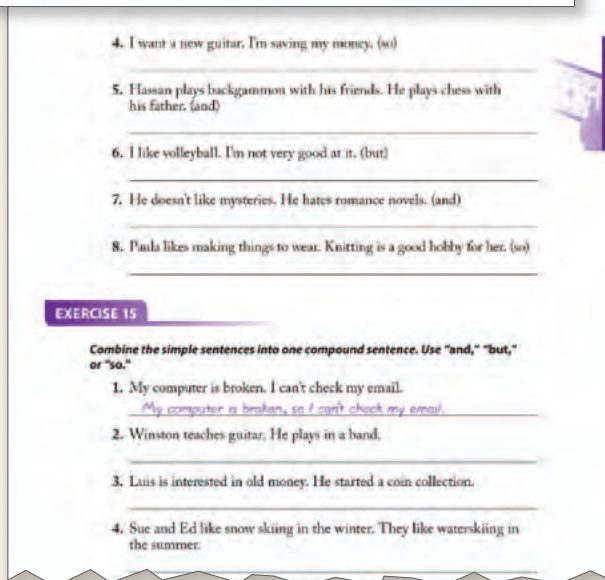 4. I want a new guitar. I'm saving my money. (so)
5. Hassan plays backgammon with his friends. He plays chess with
his father. (and)
6. I like volleyball. I'm not very good at it. (but)
7. He doesn't like mysteries. He hates romance novels. (and)
8. Paula likes making things to wear. Knitting is a good hobby for her. (so)
EXERCISE 15
Combine the simple sentences into one compound sentence. Use "and," "but,"
or "so."
1. My computer is broken. I can't check my email.
My computer is broken, so I can't check my email.
2. Winston teaches guitar. He plays in a band.
3. Luis is interested in old money. He started a coin collection.
4. Sue and Ed like snow skiing in the winter. They like waterskiing in
the summer.